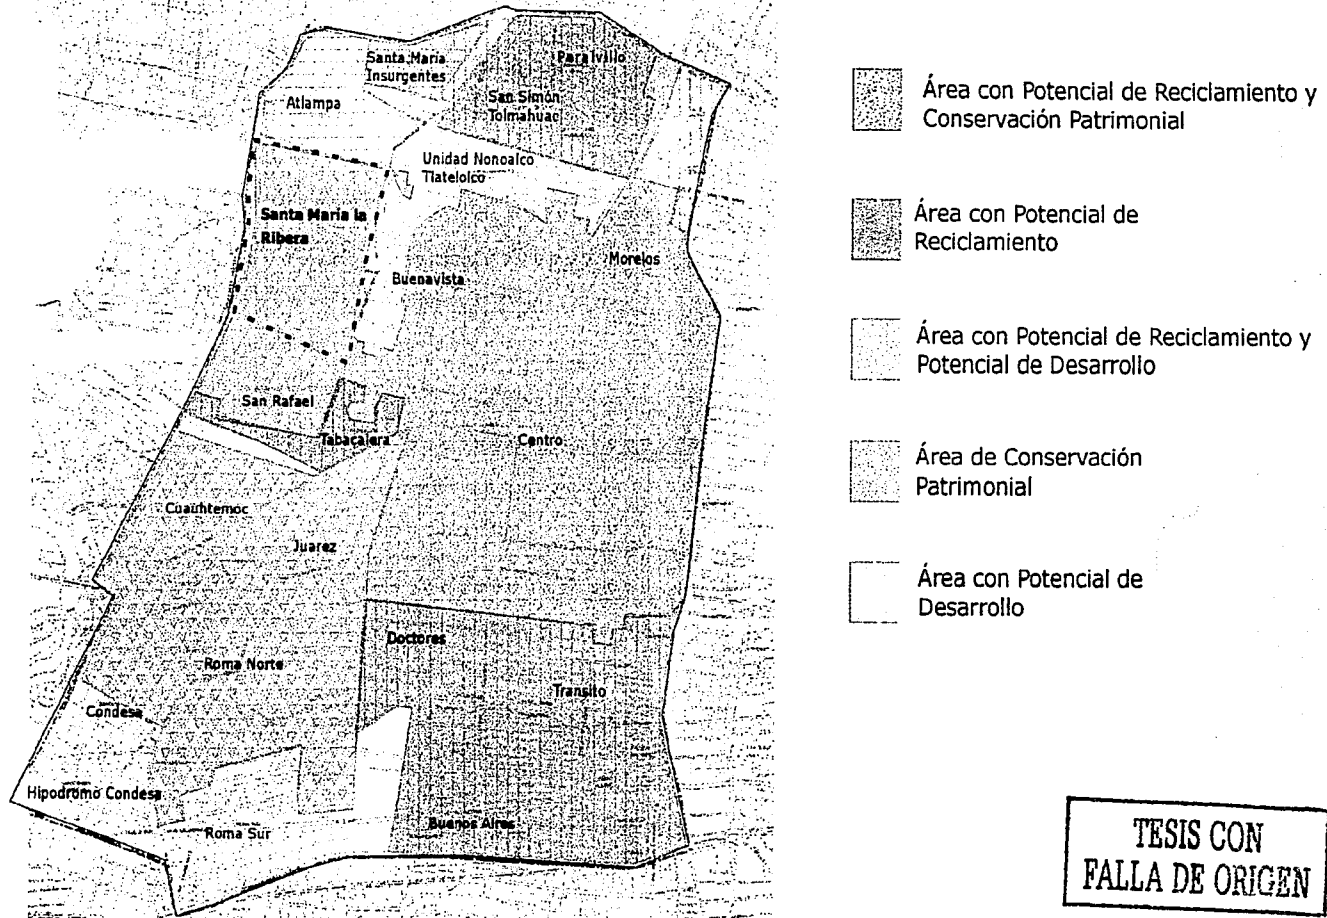 Santa María
Insurgentes
Paralvillo
Atlampa
San Simón
Tolmahuac
Unidad Nonoalco
Tlatelolco
Santa María la
Ribera
Morelos
Buenavista
San Rafael
Tabacalera
Centro
Cuauhtemoc
Juarez
Doctores
Roma Norte
Transito
Condesa
Hipodromo Condesa
Roma Sur
Buenos Aires
Área con Potencial de Reciclamiento y
Conservación Patrimonial
Área con Potencial de
Reciclamiento
Área con Potencial de Reciclamiento y
Potencial de Desarrollo
Área de Conservación
Patrimonial
Área con Potencial de
Desarrollo
TESIS CON
FALLA DE ORIGEN